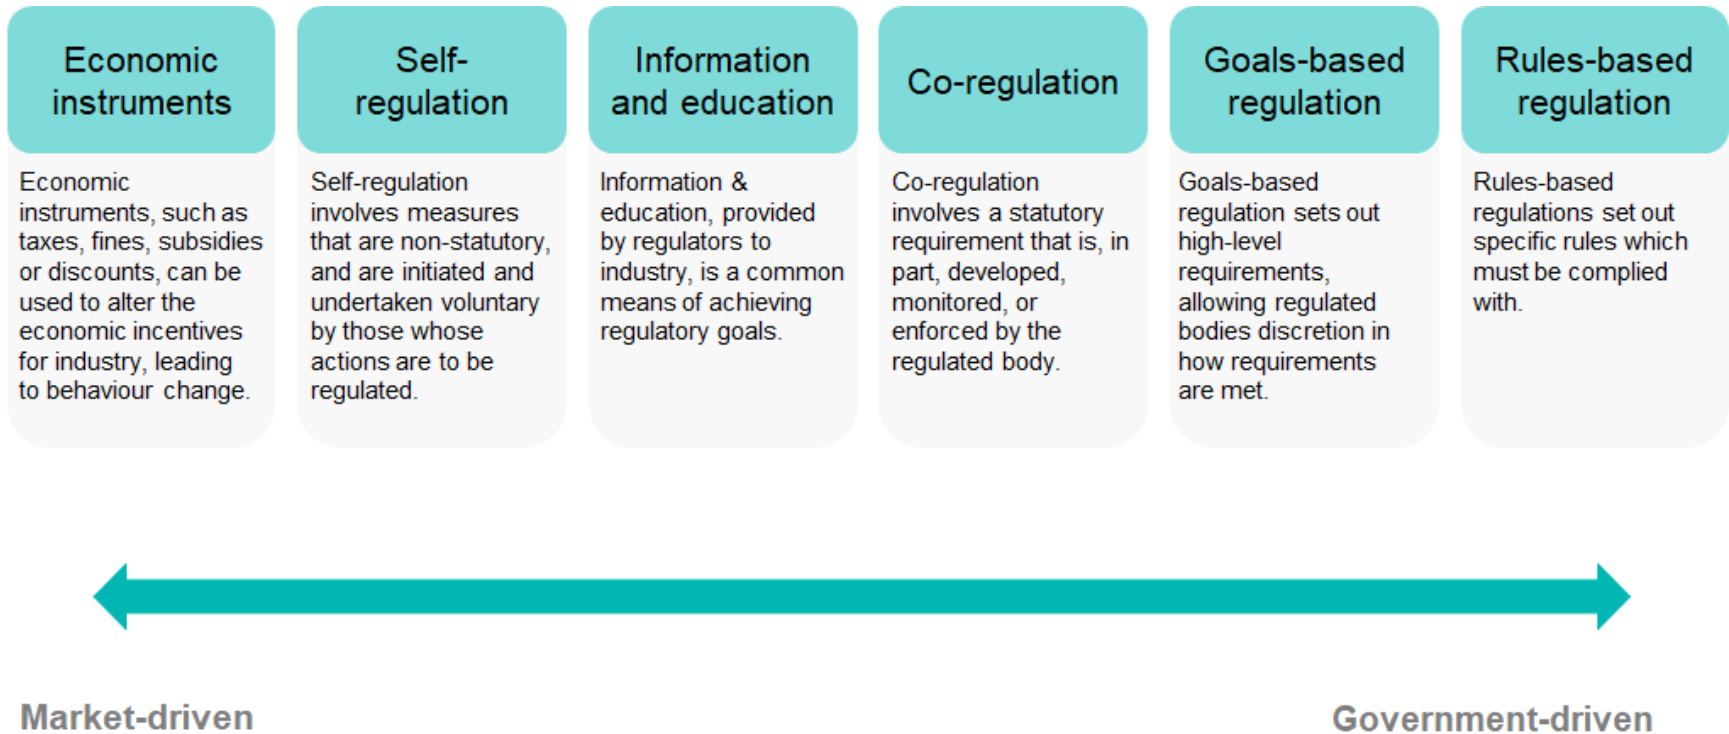 Economic
instruments
Economic
instruments, such as
taxes, fines, subsidies
or discounts, can be
used to alter the
economic incentives
for industry, leading
to behaviour change.
Self-
regulation
Self-regulation
involves measures
that are non-statutory,
and are initiated and
undertaken voluntary
by those whose
actions are to be
regulated.
Information
and education
Information &
education, provided
by regulators to
industry, is a common
means of achieving
regulatory goals.
Co-regulation
Co-regulation
involves a statutory
requirement that is, in
part, developed,
monitored, or
enforced by the
regulated body.
Goals-based
regulation
Goals-based
regulation sets out
high-level
requirements,
allowing regulated
bodies discretion in
how requirements
are met.
Rules-based
regulation
Rules-based
regulations set out
specific rules which
must be complied
with.
Market-driven
Government-driven